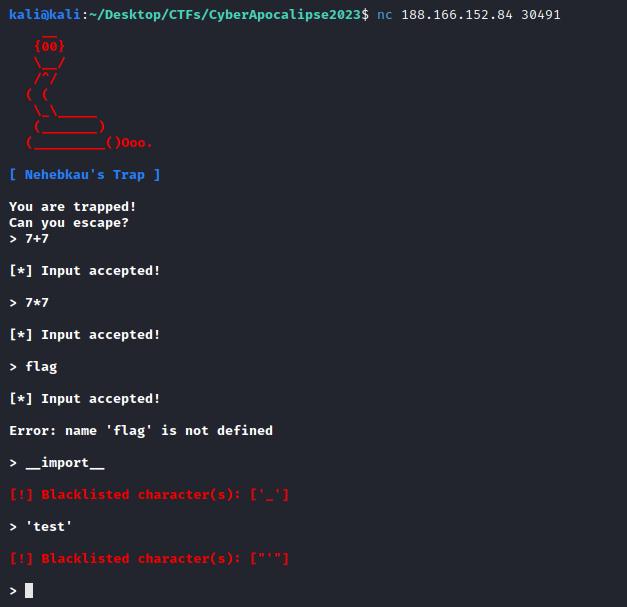 kali@kali:~/Desktop/CTFs/CyberApocalipse2023$ nc 188.166.152.84 30491
    __
   {00}
   \__/
   /^/
  ( (
   \_\_____
   (_______)
  (_________()Ooo.
[ Nehebkau's Trap ]
You are trapped!
Can you escape?
> 7+7
[*] Input accepted!
> 7*7
[*] Input accepted!
> flag
[*] Input accepted!
Error: name 'flag' is not defined
> __import__
[!] Blacklisted character(s): ['_']
> 'test'
[!] Blacklisted character(s): ["'"]
>